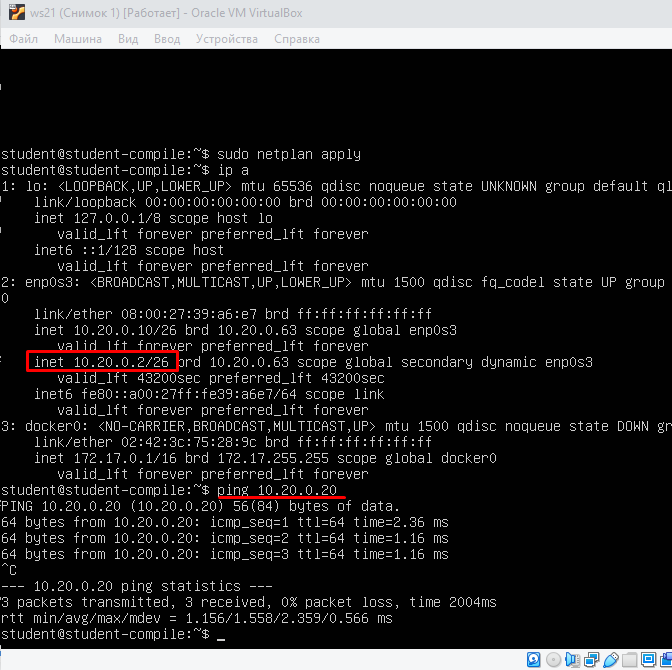 ws21 (Снимок 1) [Работает] - Oracle VM VirtualBox
Файл Машина Вид Ввод Устройства Справка
student@student-compile:~$ sudo netplan apply
student@student-compile:~$ ip a
1: lo: <LOOPBACK,UP,LOWER_UP> mtu 65536 qdisc noqueue state UNKNOWN group default ql
link/loopback 00:00:00:00:00:00 brd 00:00:00:00:00:00
inet 127.0.0.1/8 scope host lo
valid_lft forever preferred_lft forever
inet6 ::1/128 scope host
valid_lft forever preferred_lft forever
2: enp0s3: <BROADCAST,MULTICAST,UP,LOWER_UP> mtu 1500 qdisc fq_codel state UP group
0
link/ether 08:00:27:39:a6:e7 brd ff:ff:ff:ff:ff:ff
inet 10.20.0.10/26 brd 10.20.0.63 scope global enp0s3
valid_lft forever preferred_lft forever
inet 10.20.0.2/26 brd 10.20.0.63 scope global secondary dynamic enp0s3
valid_lft 43200sec preferred_lft 43200sec
inet6 fe80::a00:27ff:fe39:a6e7/64 scope link
valid_lft forever preferred_lft forever
3: docker0: <NO-CARRIER,BROADCAST,MULTICAST,UP> mtu 1500 qdisc noqueue state DOWN gr
link/ether 02:42:3c:75:28:9c brd ff:ff:ff:ff:ff:ff
inet 172.17.0.1/16 brd 172.17.255.255 scope global docker0
valid_lft forever preferred_lft forever
student@student-compile:~$ ping 10.20.0.20
PING 10.20.0.20 (10.20.0.20) 56(84) bytes of data.
64 bytes from 10.20.0.20: icmp_seq=1 ttl=64 time=2.36 ms
64 bytes from 10.20.0.20: icmp_seq=2 ttl=64 time=1.16 ms
64 bytes from 10.20.0.20: icmp_seq=3 ttl=64 time=1.16 ms
^C
--- 10.20.0.20 ping statistics ---
3 packets transmitted, 3 received, 0% packet loss, time 2004ms
rtt min/avg/max/mdev = 1.156/1.558/2.359/0.566 ms
student@student-compile:~$ _